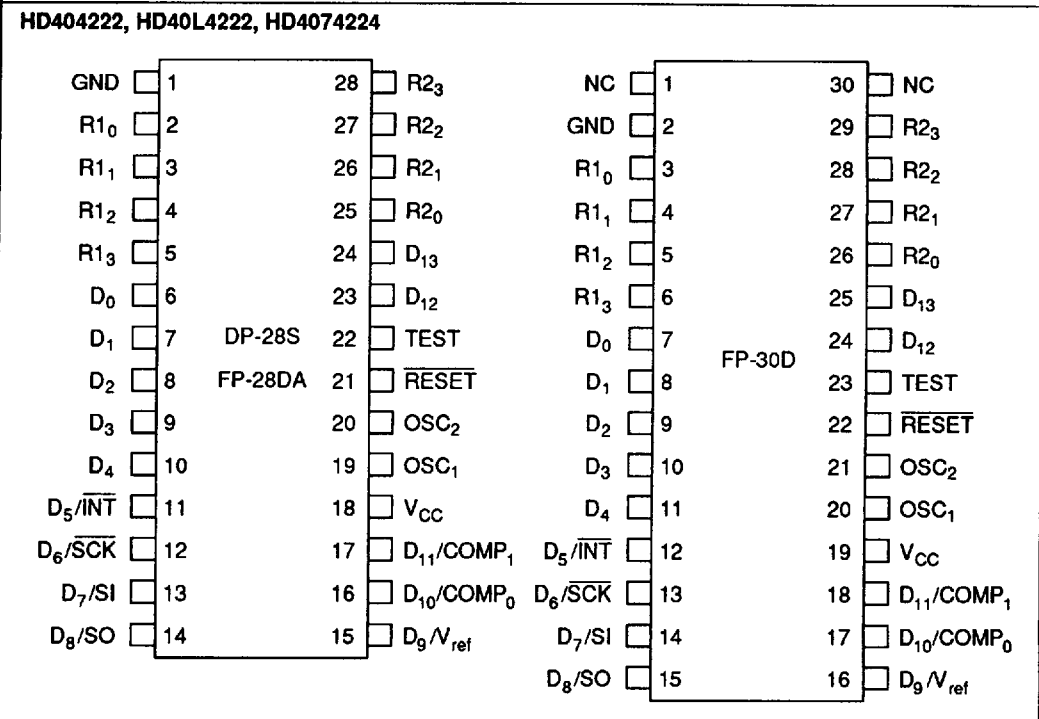 HD404222, HD40L4222, HD4074224
GND 1 28 R2₃ NC 1 30 NC
R1₀ 2 27 R2₂ GND 2 29 R2₃
R1₁ 3 26 R2₁ R1₀ 3 28 R2₂
R1₂ 4 25 R2₀ R1₁ 4 27 R2₁
R1₃ 5 24 D₁₃ R1₂ 5 26 R2₀
D₀ 6 23 D₁₂ R1₃ 6 25 D₁₃
D₁ 7 DP-28S 22 TEST D₀ 7 FP-30D 24 D₁₂
D₂ 8 FP-28DA 21 R̅E̅S̅E̅T̅ D₁ 8 23 TEST
D₃ 9 20 OSC₂ D₂ 9 22 R̅E̅S̅E̅T̅
D₄ 10 19 OSC₁ D₃ 10 21 OSC₂
D₅/I̅N̅T̅ 11 18 V_CC D₄ 11 20 OSC₁
D₆/S̅C̅K̅ 12 17 D₁₁/COMP₁ D₅/I̅N̅T̅ 12 19 V_CC
D₇/SI 13 16 D₁₀/COMP₀ D₆/S̅C̅K̅ 13 18 D₁₁/COMP₁
D₈/SO 14 15 D₉/V_ref D₇/SI 14 17 D₁₀/COMP₀
D₈/SO 15 16 D₉/V_ref